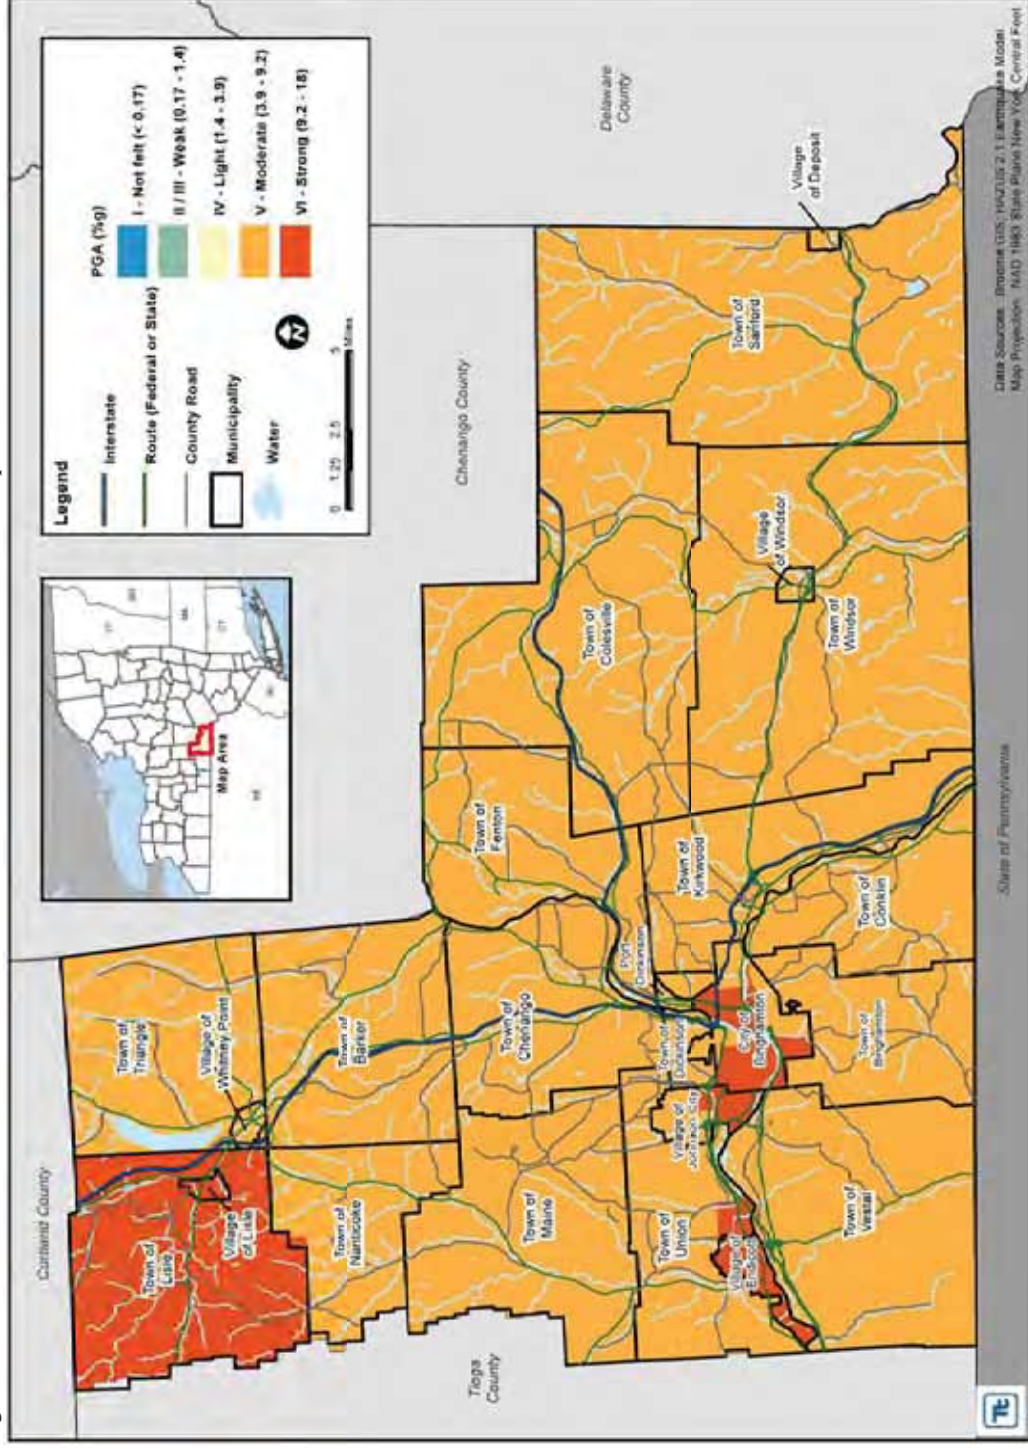 Legend
Interstate
Route (Federal or State)
County Road
Municipality
Water
0 1.25 2.5 5
Miles
N
PGA (%g)
I - Not felt (< 0.17)
II / III - Weak (0.17 - 1.4)
IV - Light (1.4 - 3.9)
V - Moderate (3.9 - 9.2)
VI - Strong (9.2 - 18)
Map Area
Cortland County
Chenango County
Delaware
County
Tioga
County
State of Pennsylvania
Town of
Triangle
Village of
Whitney Point
Town of
Lisle
Village
of Lisle
Town of
Barker
Town of
Nanticoke
Town of
Chenango
Town of
Maine
Town of
Fenton
Town of
Colesville
Town of
Sanford
Village
of Deposit
Village
of Windsor
Town of
Windsor
Town of
Kirkwood
Port
Dickinson
Town of
Dickinson
City of
Binghamton
Town of
Binghamton
Town of
Conklin
Village of
Johnson City
Town of
Union
Village of
Endicott
Town of
Vestal
Data Sources: Broome GIS, HAZUS 2.1 Earthquake Model
Map Projection: NAD 1983 State Plane New York Central Feet
Tt